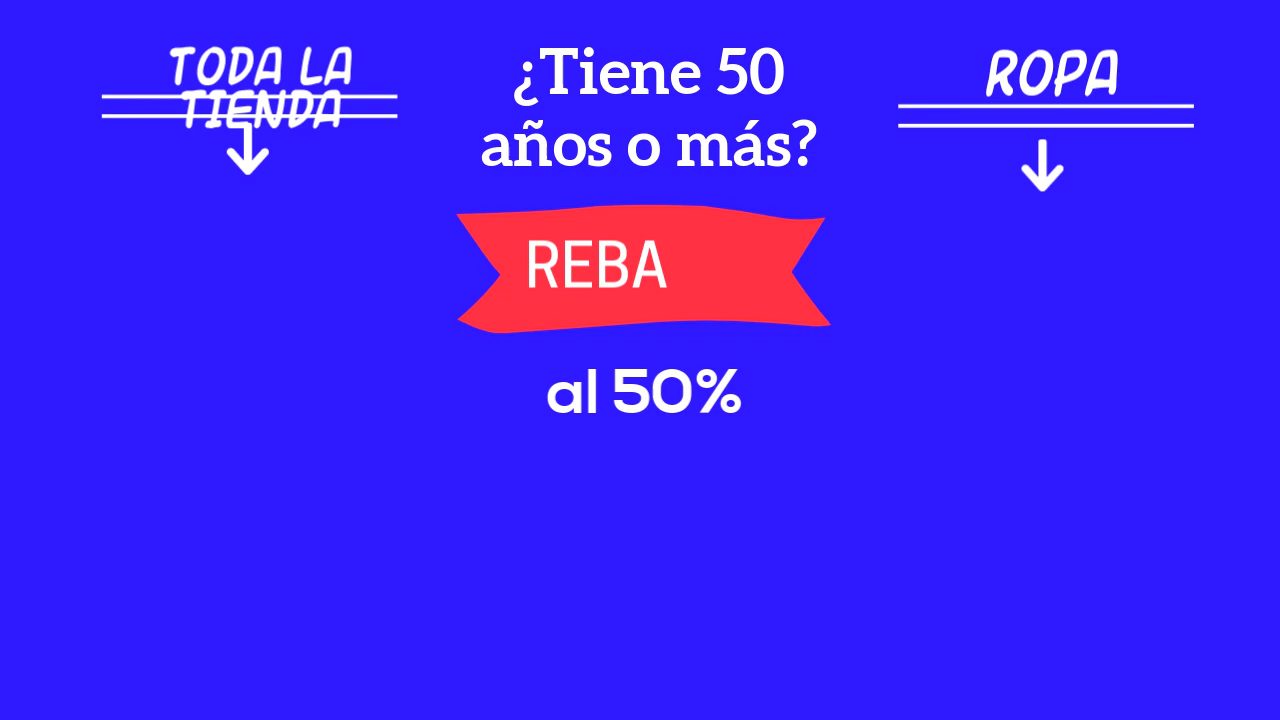 TODA LA
TIENDA
¿Tiene 50
años o más?
REBA
al 50%
ROPA